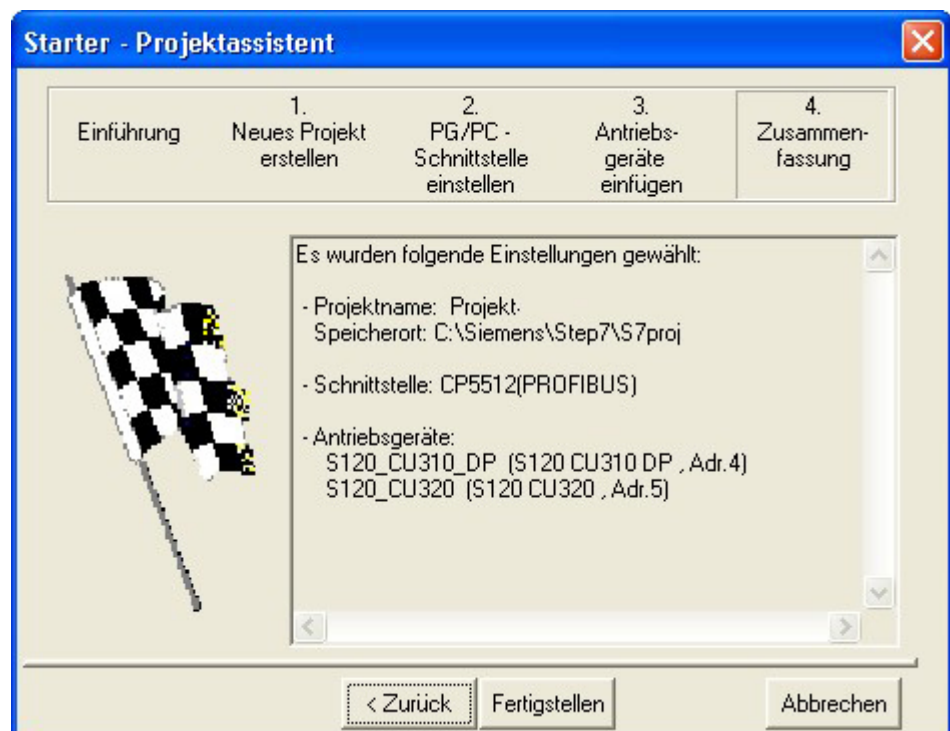 Starter - Projektassistent
Einführung
1.
Neues Projekt
erstellen
2.
PG/PC -
Schnittstelle
einstellen
3.
Antriebs-
geräte
einfügen
4.
Zusammen-
fassung
Es wurden folgende Einstellungen gewählt:
- Projektname: Projekt-
Speicherort: C:\Siemens\Step7\S7proj
- Schnittstelle: CP5512(PROFIBUS)
- Antriebsgeräte:
S120_CU310_DP (S120 CU310 DP , Adr.4)
S120_CU320 (S120 CU320 , Adr.5)
< Zurück
Fertigstellen
Abbrechen